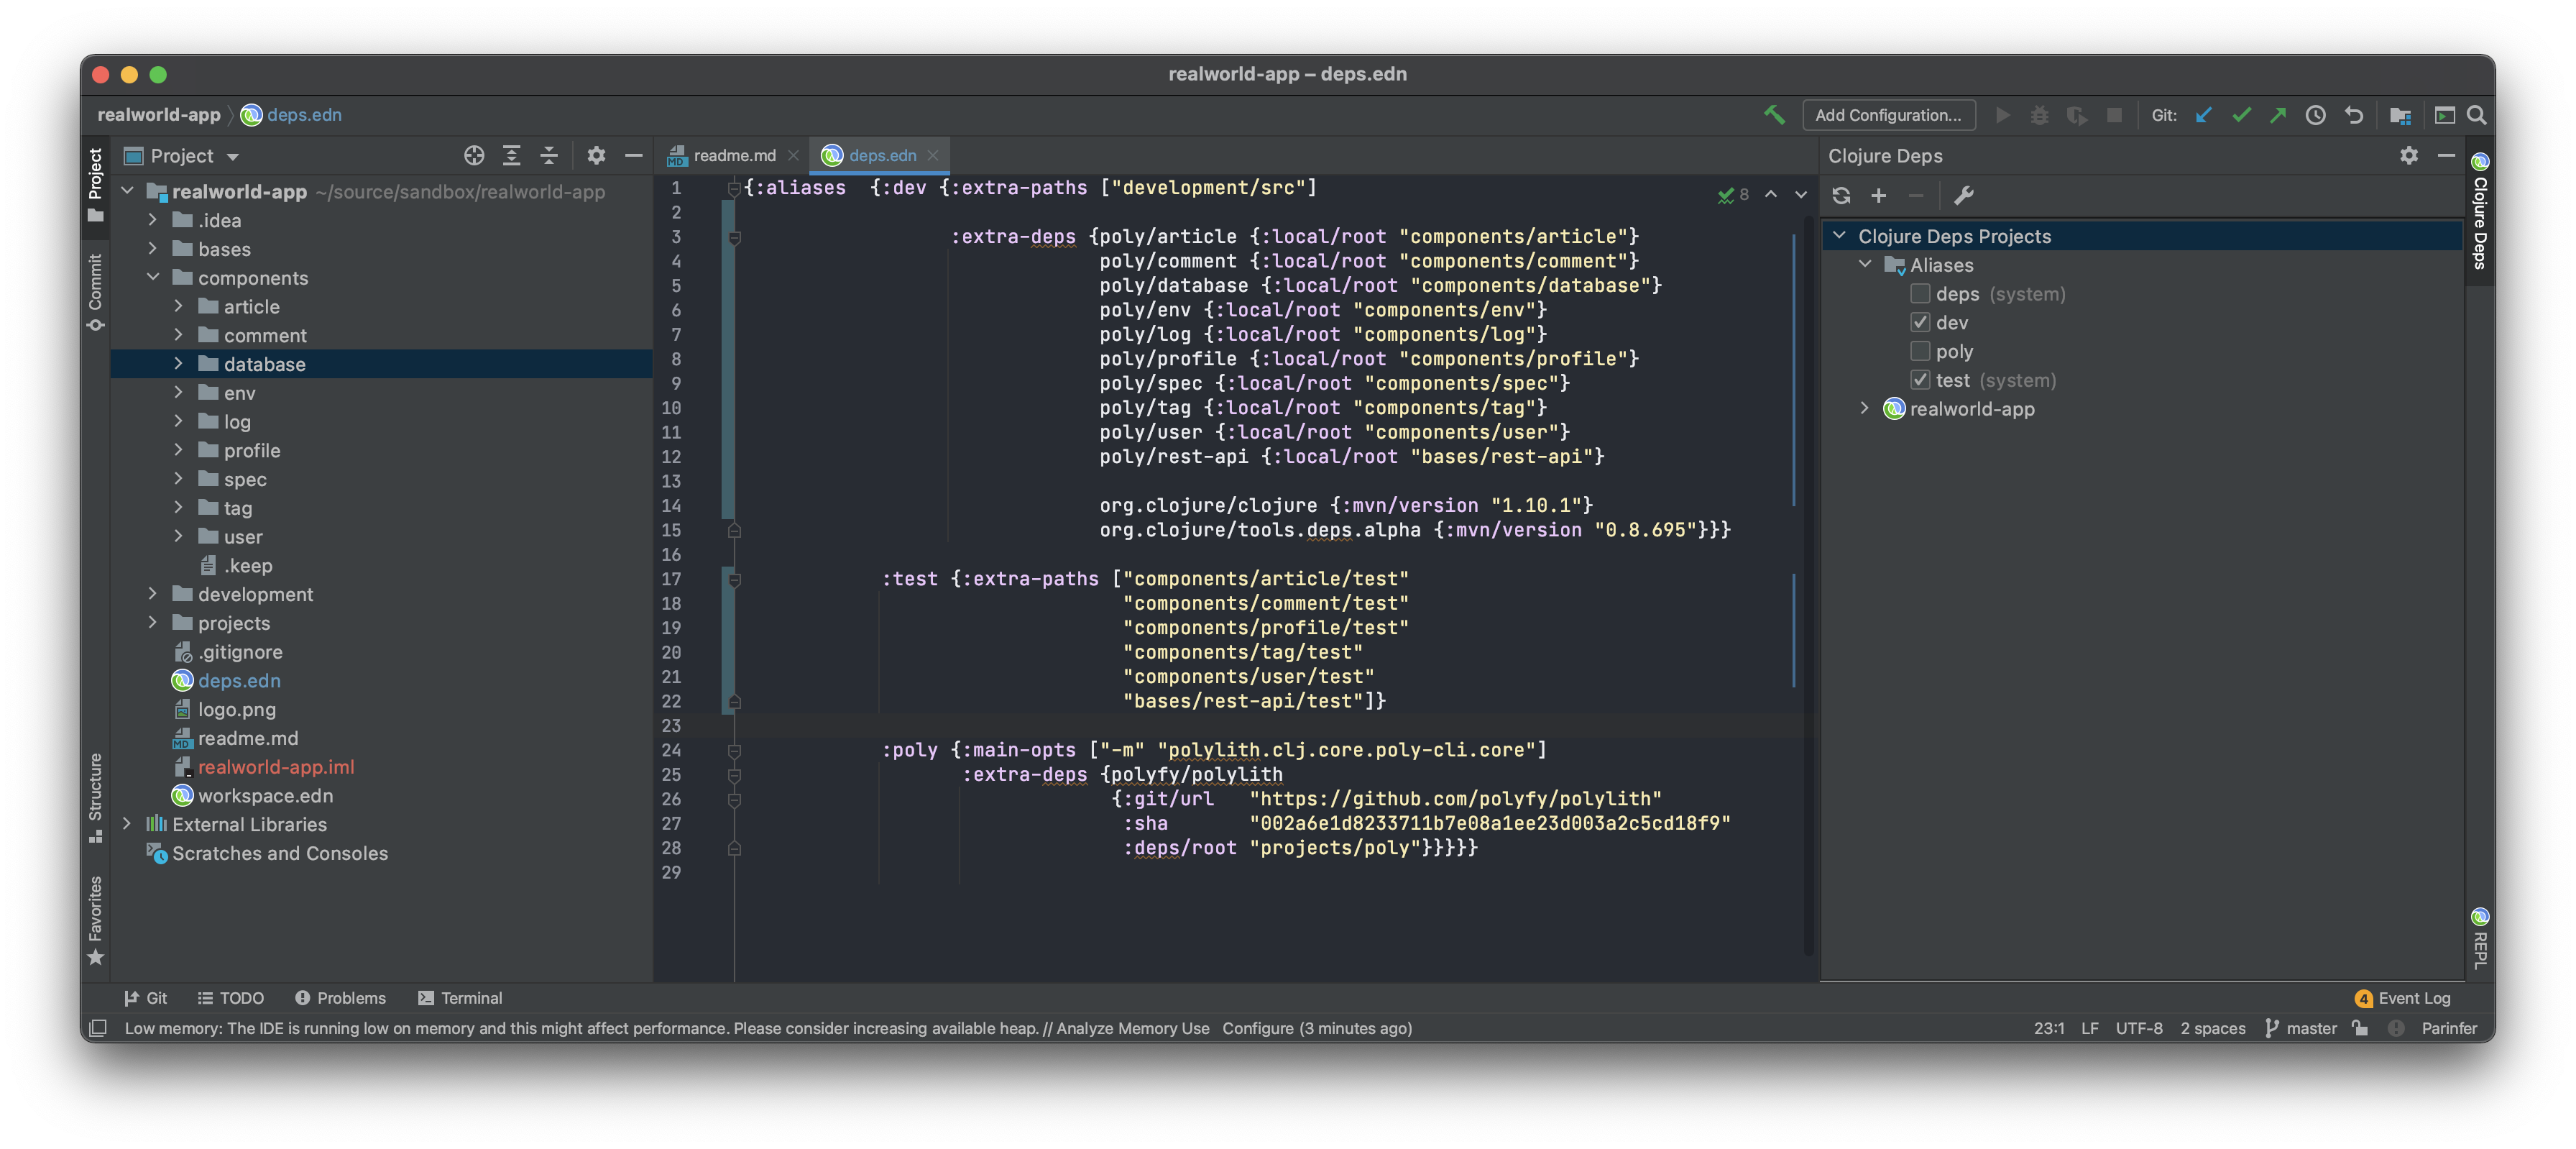 realworld-app – deps.edn
realworld-app deps.edn
Add Configuration...
Git:
Project
Commit
Structure
Favorites
Project
realworld-app ~/source/sandbox/realworld-app
.idea
bases
components
article
comment
database
env
log
profile
spec
tag
user
.keep
development
projects
.gitignore
deps.edn
logo.png
readme.md
realworld-app.iml
workspace.edn
External Libraries
Scratches and Consoles
readme.md
deps.edn
8
1 {:aliases  {:dev {:extra-paths ["development/src"]
2
3 :extra-deps {poly/article {:local/root "components/article"}
4 poly/comment {:local/root "components/comment"}
5 poly/database {:local/root "components/database"}
6 poly/env {:local/root "components/env"}
7 poly/log {:local/root "components/log"}
8 poly/profile {:local/root "components/profile"}
9 poly/spec {:local/root "components/spec"}
10 poly/tag {:local/root "components/tag"}
11 poly/user {:local/root "components/user"}
12 poly/rest-api {:local/root "bases/rest-api"}
13
14 org.clojure/clojure {:mvn/version "1.10.1"}
15 org.clojure/tools.deps.alpha {:mvn/version "0.8.695"}}}
16
17 :test {:extra-paths ["components/article/test"
18 "components/comment/test"
19 "components/profile/test"
20 "components/tag/test"
21 "components/user/test"
22 "bases/rest-api/test"]}
23
24 :poly {:main-opts ["-m" "polylith.clj.core.poly-cli.core"]
25 :extra-deps {polyfy/polylith
26 {:git/url   "https://github.com/polyfy/polylith"
27 :sha       "002a6e1d8233711b7e08a1ee23d003a2c5cd18f9"
28 :deps/root "projects/poly"}}}}}
29
Clojure Deps
Clojure Deps Projects
Aliases
deps (system)
dev
poly
test (system)
realworld-app
Clojure Deps
REPL
Git
TODO
Problems
Terminal
4 Event Log
Low memory: The IDE is running low on memory and this might affect performance. Please consider increasing available heap. // Analyze Memory Use Configure (3 minutes ago)
23:1 LF UTF-8 2 spaces master Parinfer